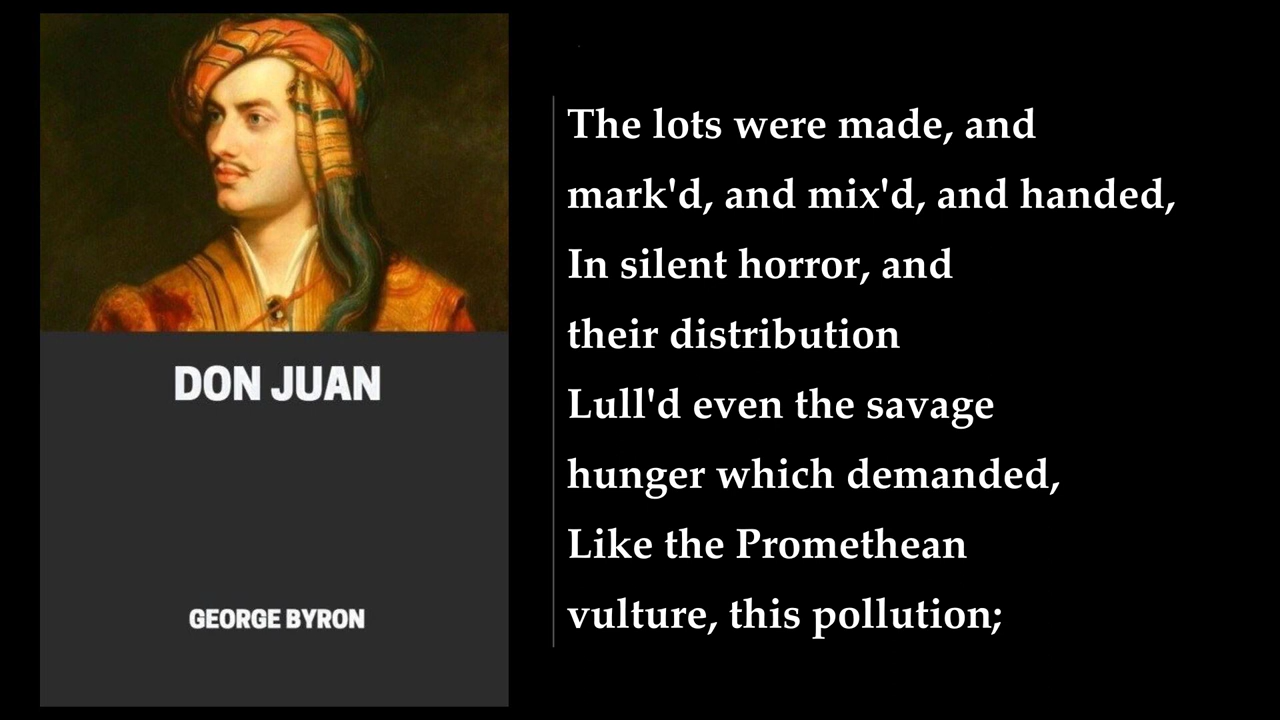 DON JUAN
GEORGE BYRON
The lots were made, and
mark'd, and mix'd, and handed,
In silent horror, and
their distribution
Lull'd even the savage
hunger which demanded,
Like the Promethean
vulture, this pollution;